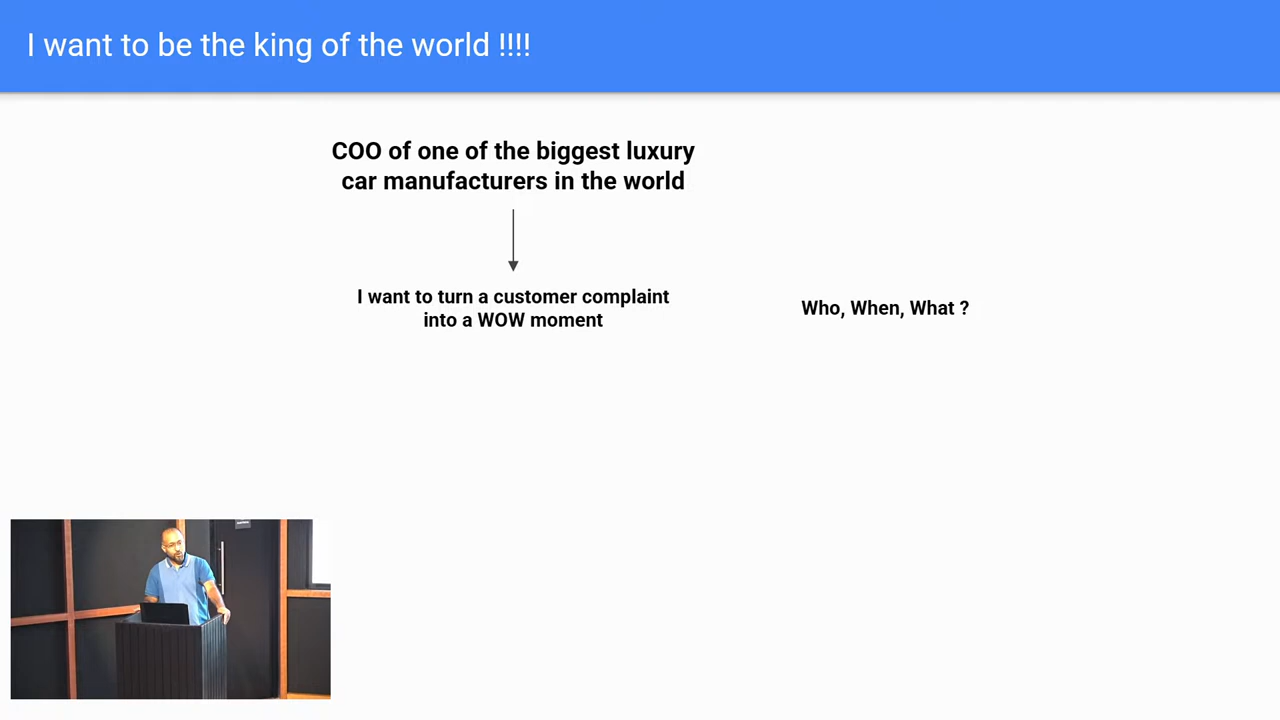 I want to be the king of the world !!!!
COO of one of the biggest luxury
car manufacturers in the world
I want to turn a customer complaint
into a WOW moment
Who, When, What ?